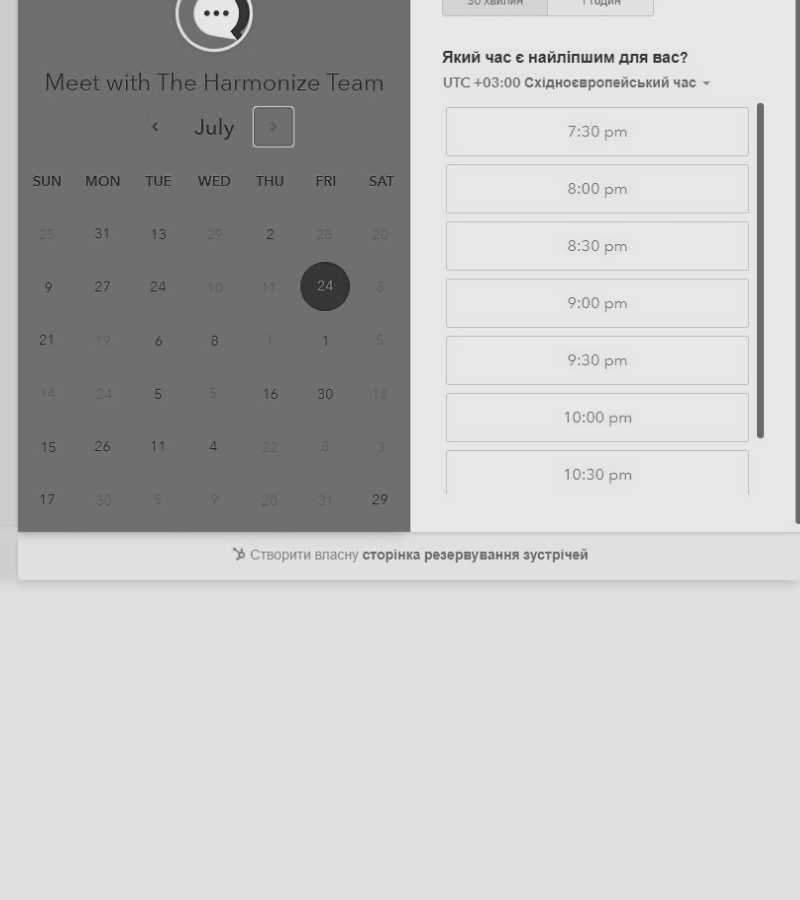 30 хвилин 1 годин
Meet with The Harmonize Team
July
SUN MON TUE WED THU FRI SAT
25 31 13 29 2 28 20
9 27 24 10 11 24 8
21 19 6 8 1 1 5
14 24 5 5 16 30 18
15 26 11 4 22 8 3
17 30 5 9 20 31 29
Який час є найліпшим для вас?
UTC +03:00 Східноєвропейський час
7:30 pm
8:00 pm
8:30 pm
9:00 pm
9:30 pm
10:00 pm
10:30 pm
Створити власну сторінка резервування зустрічей